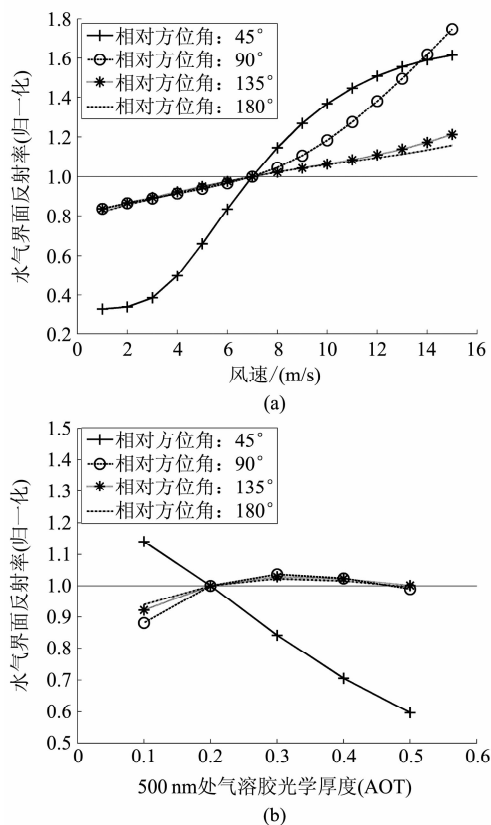 1.8
1.6
1.4
1.2
1.0
0.8
0.6
0.4
0.2
水气界面反射率(归一化)
相对方位角：45°
相对方位角：90°
相对方位角：135°
相对方位角：180°
0 2 4 6 8 10 12 14 16
风速/(m/s)
(a)
1.5
1.4
1.3
1.2
1.1
1.0
0.9
0.8
0.7
0.6
0.5
水气界面反射率(归一化)
相对方位角：45°
相对方位角：90°
相对方位角：135°
相对方位角：180°
0 0.1 0.2 0.3 0.4 0.5 0.6
500 nm处气溶胶光学厚度(AOT)
(b)